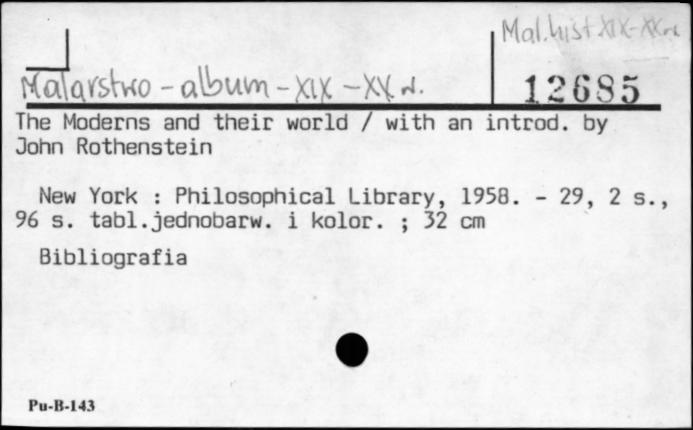 Mal.hist XIX-XX w
Malarstwo - album - XIX - XX w.
12685
The Moderns and their world / with an introd. by
John Rothenstein
New York : Philosophical Library, 1958. - 29, 2 s.,
96 s. tabl.jednobarw. i kolor. ; 32 cm
Bibliografia
Pu-B-143